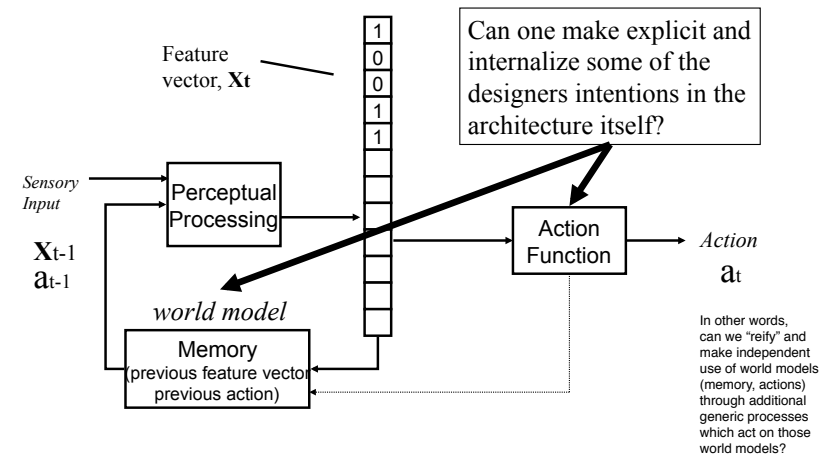 Feature
vector, Xt
1
0
0
1
1
Can one make explicit and
internalize some of the
designers intentions in the
architecture itself?
Sensory
Input
Perceptual
Processing
Xt-1
at-1
Action
Function
Action
at
world model
Memory
(previous feature vector
previous action)
In other words,
can we “reify” and
make independent
use of world models
(memory, actions)
through additional
generic processes
which act on those
world models?